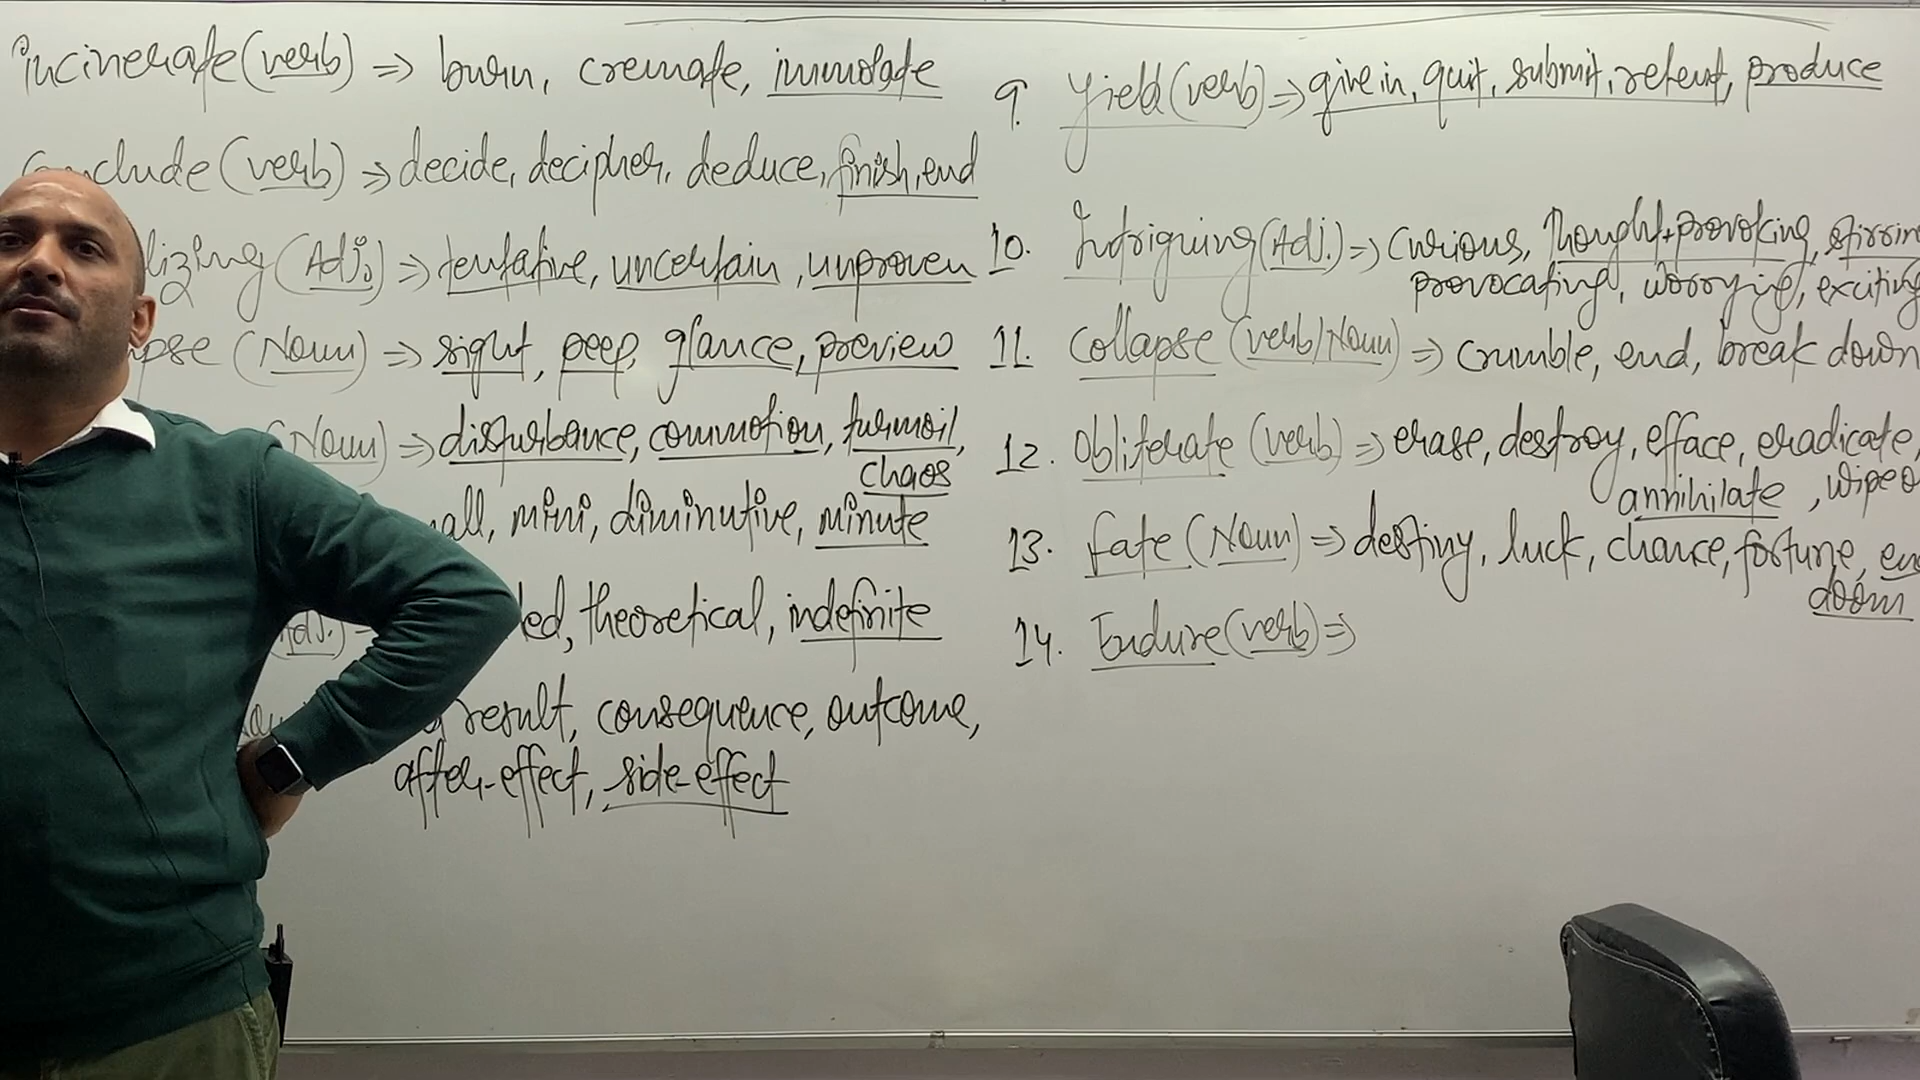 incinerate (verb) => burn, cremate, immolate
conclude (verb) => decide, decipher, deduce, finish, end
(Adj.) => tentative, uncertain, unproven
(Noun) => sight, peep, glance, preview
(Noun) => disturbance, commotion, turmoil,
chaos
mini, diminutive, minute
theoretical, indefinite
result, consequence, outcome,
after-effect, side-effect
9. Yield (verb) => give in, quit, submit, relent, produce
10. Intriguing (Adj.) => curious, thought-provoking,
provocating, worrying, exciting
11. Collapse (verb/Noun) => crumble, end, break down
12. Obliterate (verb) => erase, destroy, efface, eradicate,
annihilate,
13. Fate (Noun) => destiny, luck, chance, fortune,
doom
14. Endure (verb) =>